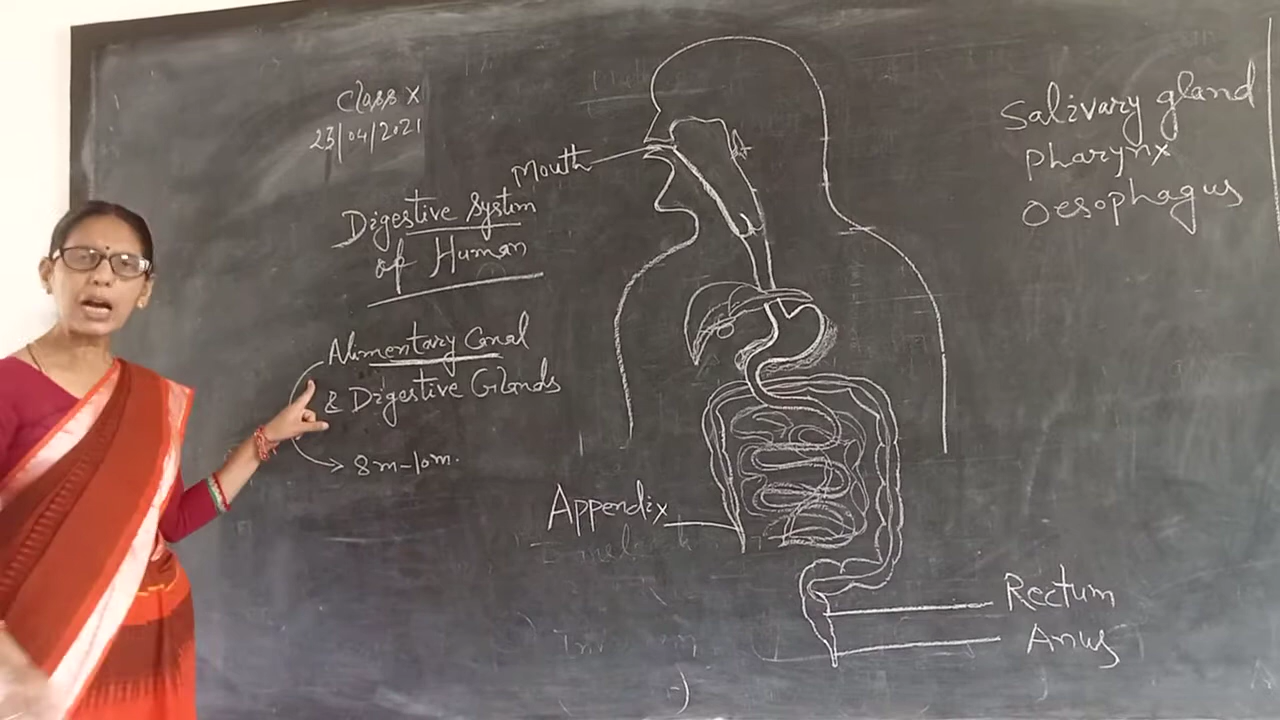 Class X
23/04/2021
Digestive System
of Human
Alimentary Canal
& Digestive Glands
8m-10m.
Mouth
Appendix
Salivary gland
Pharynx
Oesophagus
Rectum
Anus